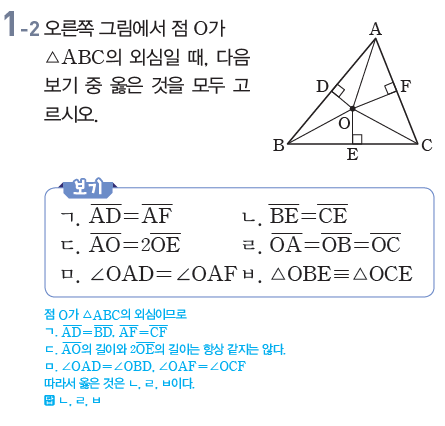 1-2 오른쪽 그림에서 점 O가
△ABC의 외심일 때, 다음
보기 중 옳은 것을 모두 고
르시오.
A
D
F
O
B
E
C
보기
ㄱ. AD=AF ㄴ. BE=CE
ㄷ. AO=2OE ㄹ. OA=OB=OC
ㅁ. ∠OAD=∠OAF ㅂ. △OBE≡△OCE
점 O가 △ABC의 외심이므로
ㄱ. AD=BD, AF=CF
ㄷ. AO의 길이와 2OE의 길이는 항상 같지는 않다.
ㅁ. ∠OAD=∠OBD, ∠OAF=∠OCF
따라서 옳은 것은 ㄴ, ㄹ, ㅂ이다.
답 ㄴ, ㄹ, ㅂ